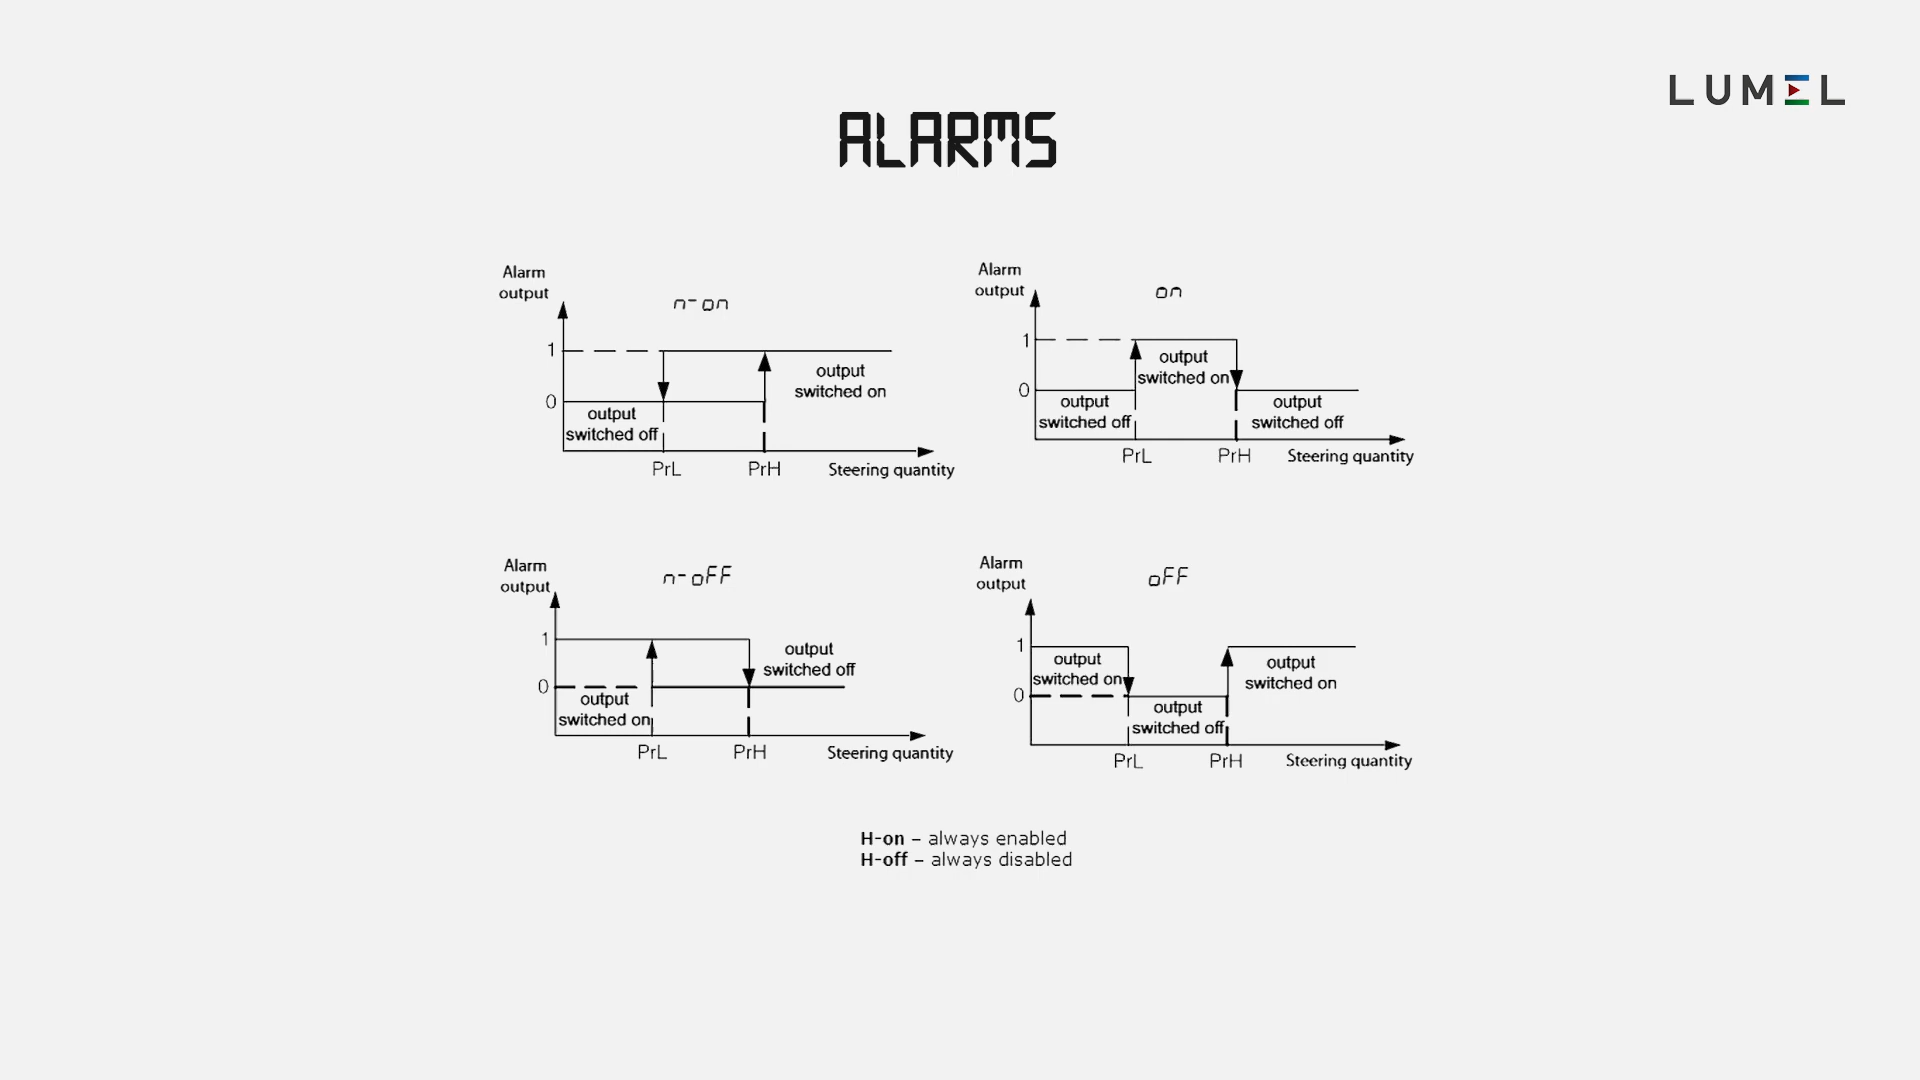 LUMEL
ALARMS
Alarm
output
n-on
1
0
output
switched on
output
switched off
PrL
PrH
Steering quantity
Alarm
output
on
1
0
output
switched on
output
switched off
output
switched off
PrL
PrH
Steering quantity
Alarm
output
n-oFF
1
0
output
switched off
output
switched on
PrL
PrH
Steering quantity
Alarm
output
oFF
1
0
output
switched on
output
switched on
output
switched off
PrL
PrH
Steering quantity
H-on – always enabled
H-off – always disabled